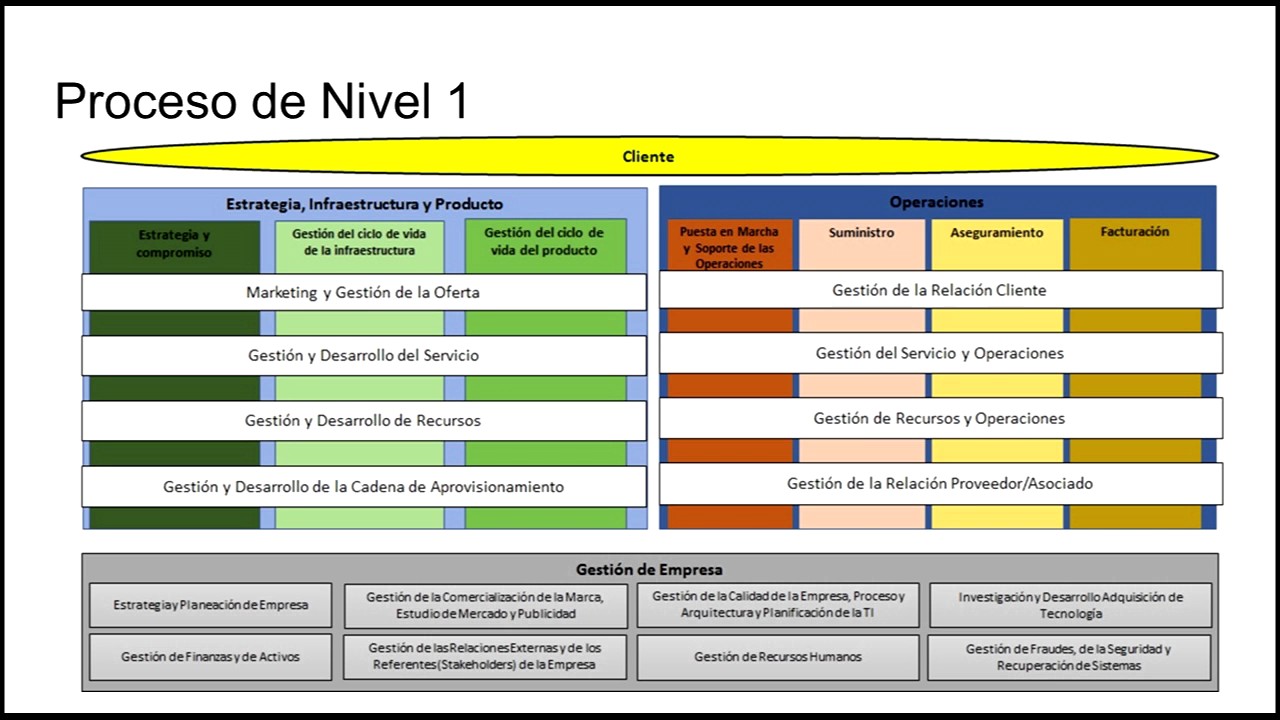 Proceso de Nivel 1
Cliente
Estrategia, Infraestructura y Producto
Estrategia y
compromiso
Gestión del ciclo de vida
de la infraestructura
Gestión del ciclo de
vida del producto
Marketing y Gestión de la Oferta
Gestión y Desarrollo del Servicio
Gestión y Desarrollo de Recursos
Gestión y Desarrollo de la Cadena de Aprovisionamiento
Operaciones
Puesta en Marcha
y Soporte de las
Operaciones
Suministro
Aseguramiento
Facturación
Gestión de la Relación Cliente
Gestión del Servicio y Operaciones
Gestión de Recursos y Operaciones
Gestión de la Relación Proveedor/Asociado
Gestión de Empresa
Estrategia y Planeación de Empresa
Gestión de la Comercialización de la Marca,
Estudio de Mercado y Publicidad
Gestión de la Calidad de la Empresa, Proceso y
Arquitectura y Planificación de la TI
Investigación y Desarrollo Adquisición de
Tecnología
Gestión de Finanzas y de Activos
Gestión de las Relaciones Externas y de los
Referentes (Stakeholders) de la Empresa
Gestión de Recursos Humanos
Gestión de Fraudes, de la Seguridad y
Recuperación de Sistemas